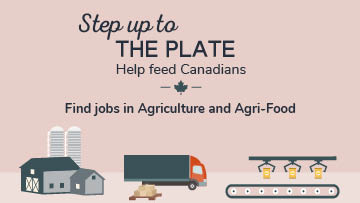 Step up to
THE PLATE
Help feed Canadians
Find jobs in Agriculture and Agri-Food